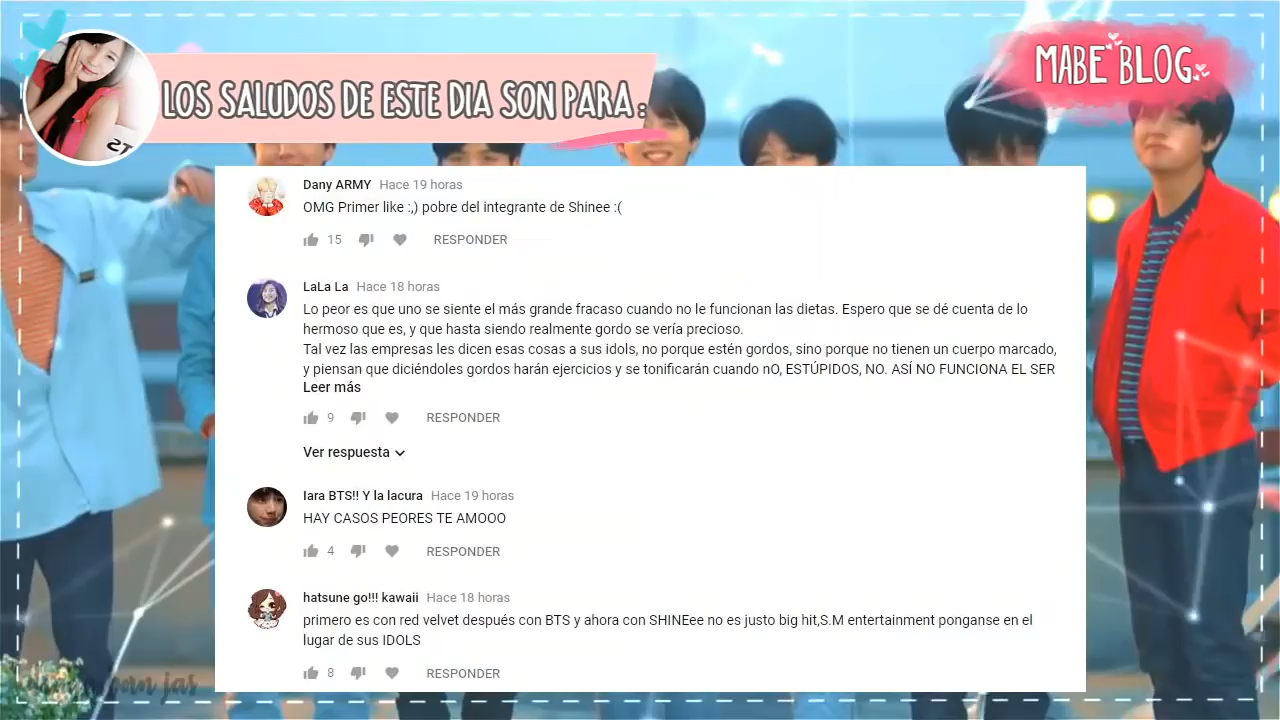 MABE BLOG
LOS SALUDOS DE ESTE DIA SON PARA :
Dany ARMY Hace 19 horas
OMG Primer like :,) pobre del integrante de Shinee :(
15 RESPONDER
LaLa La Hace 18 horas
Lo peor es que uno se siente el más grande fracaso cuando no le funcionan las dietas. Espero que se dé cuenta de lo
hermoso que es, y que hasta siendo realmente gordo se vería precioso.
Tal vez las empresas les dicen esas cosas a sus idols, no porque estén gordos, sino porque no tienen un cuerpo marcado,
y piensan que diciéndoles gordos harán ejercicios y se tonificarán cuando nO, ESTÚPIDOS, NO. ASÍ NO FUNCIONA EL SER
Leer más
9 RESPONDER
Ver respuesta
Iara BTS!! Y la lacura Hace 19 horas
HAY CASOS PEORES TE AMOOO
4 RESPONDER
hatsune go!!! kawaii Hace 18 horas
primero es con red velvet después con BTS y ahora con SHINEee no es justo big hit,S.M entertainment ponganse en el
lugar de sus IDOLS
8 RESPONDER